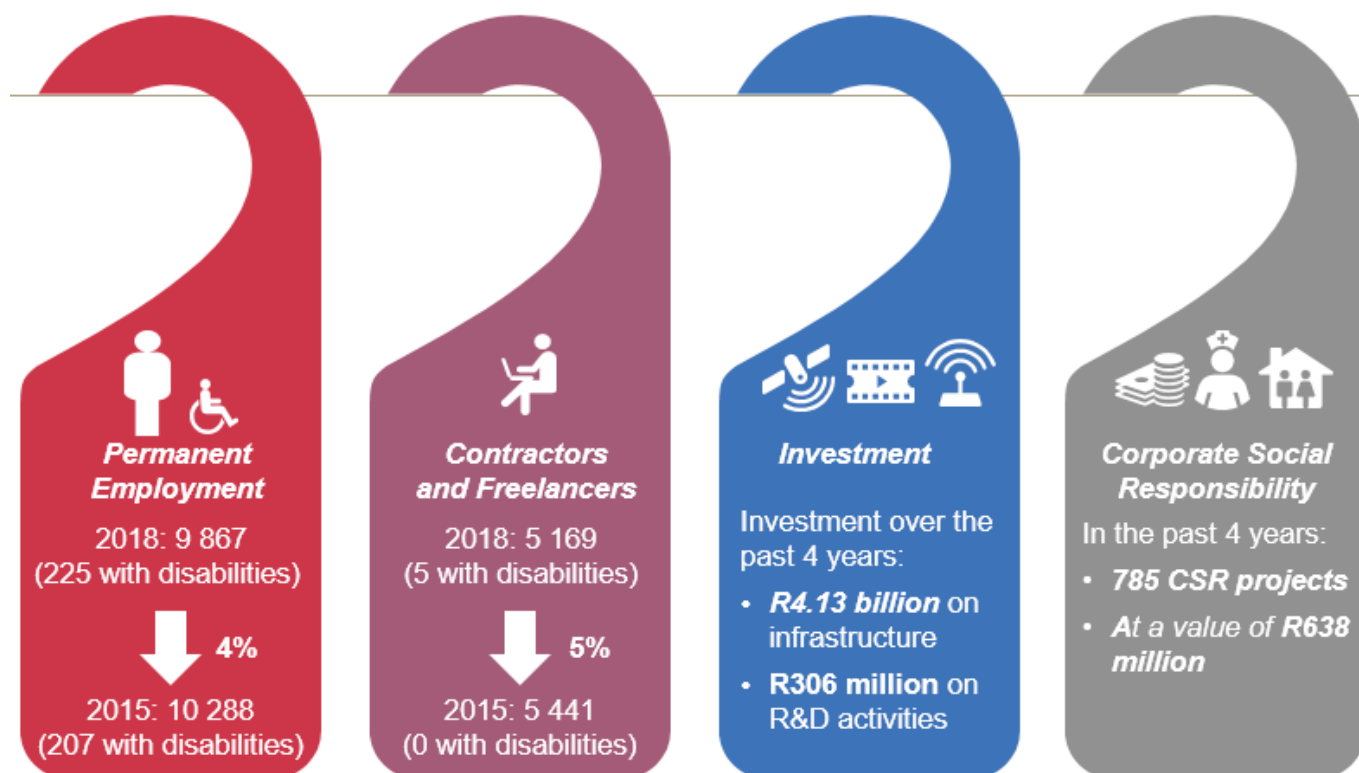 Permanent
Employment
2018: 9 867
(225 with disabilities)
4%
2015: 10 288
(207 with disabilities)
Contractors
and Freelancers
2018: 5 169
(5 with disabilities)
5%
2015: 5 441
(0 with disabilities)
Investment
Investment over the
past 4 years:
• R4.13 billion on
infrastructure
• R306 million on
R&D activities
Corporate Social
Responsibility
In the past 4 years:
• 785 CSR projects
• At a value of R638
million